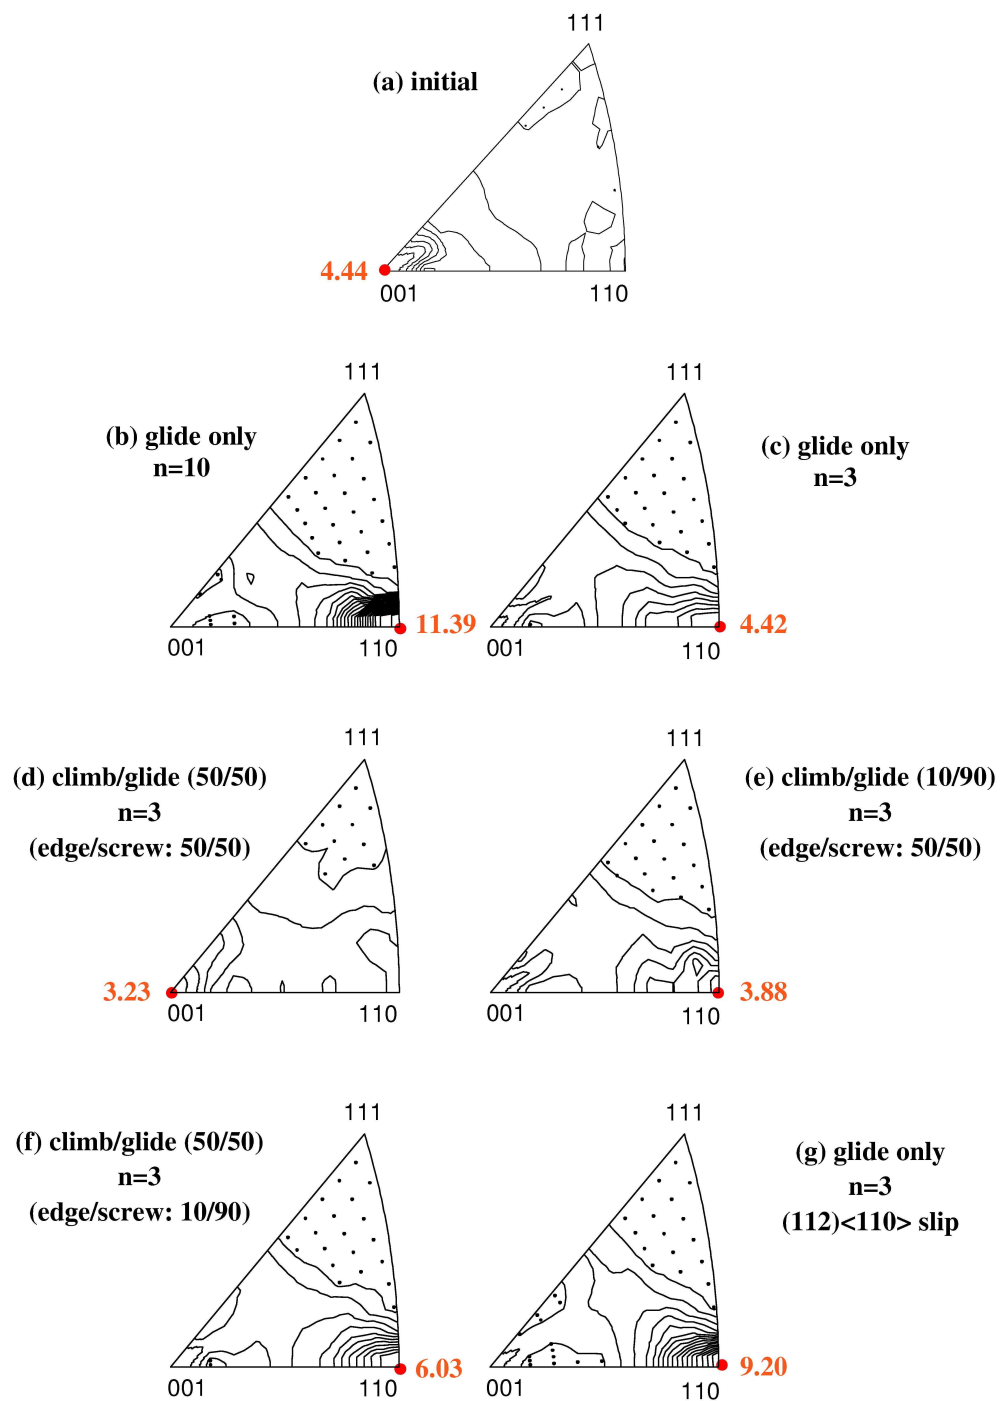 111
(a) initial
4.44
001
110
111
111
(b) glide only
n=10
(c) glide only
n=3
11.39
4.42
001
110
001
110
111
111
(d) climb/glide (50/50)
n=3
(edge/screw: 50/50)
(e) climb/glide (10/90)
n=3
(edge/screw: 50/50)
3.23
3.88
001
110
001
110
111
111
(f) climb/glide (50/50)
n=3
(edge/screw: 10/90)
(g) glide only
n=3
(112)<110> slip
6.03
9.20
001
110
001
110